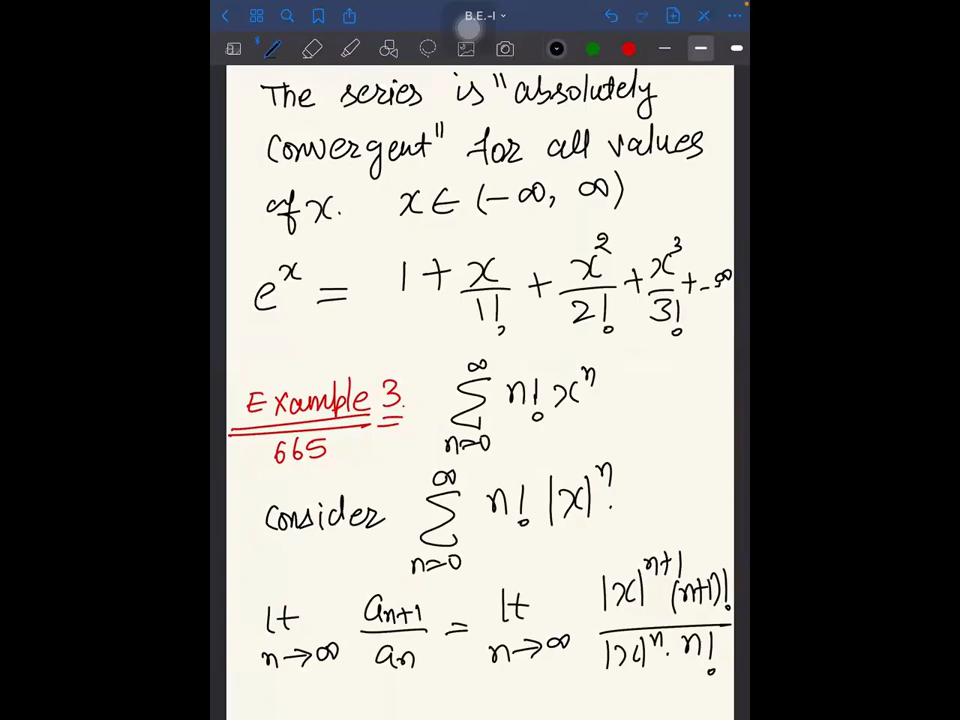 B.E.-I
The series is "absolutely
convergent" for all values
of x. x ∈ (-∞, ∞)
e^x = 1 + x/1! + x^2/2! + x^3/3! + -- ∞
Example 3. ∑_{n=0}^{∞} n! x^n
665
Consider ∑_{n=0}^{∞} n! |x|^n.
lt_{n→∞} a_{n+1}/a_n = lt_{n→∞} |x|^{n+1} (n+1)! / |x|^n . n!